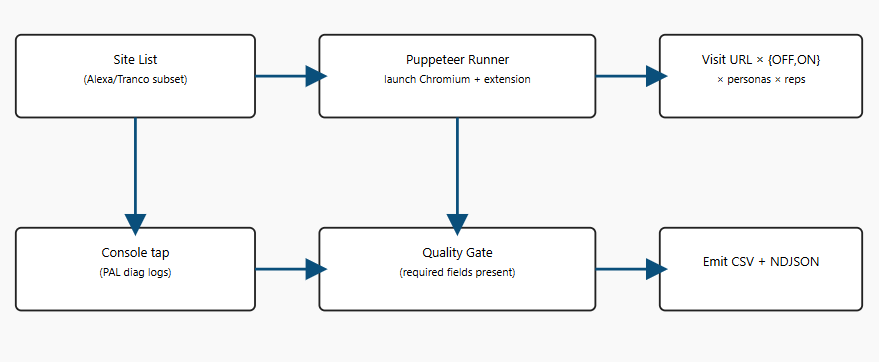 Site List
(Alexa/Tranco subset)
Puppeteer Runner
launch Chromium + extension
Visit URL × {OFF,ON}
× personas × reps
Console tap
(PAL diag logs)
Quality Gate
(required fields present)
Emit CSV + NDJSON